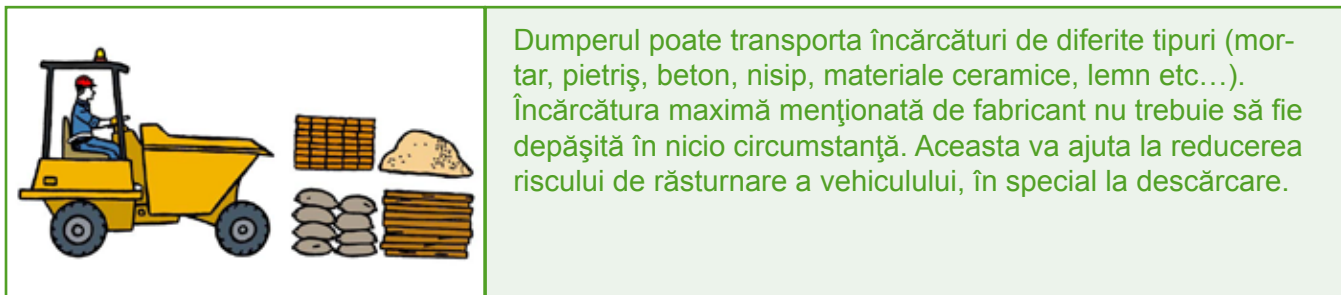 Dumperul poate transporta încărcături de diferite tipuri (mor-
tar, pietriş, beton, nisip, materiale ceramice, lemn etc…).
Încărcătura maximă menţionată de fabricant nu trebuie să fie
depăşită în nicio circumstanţă. Aceasta va ajuta la reducerea
riscului de răsturnare a vehiculului, în special la descărcare.